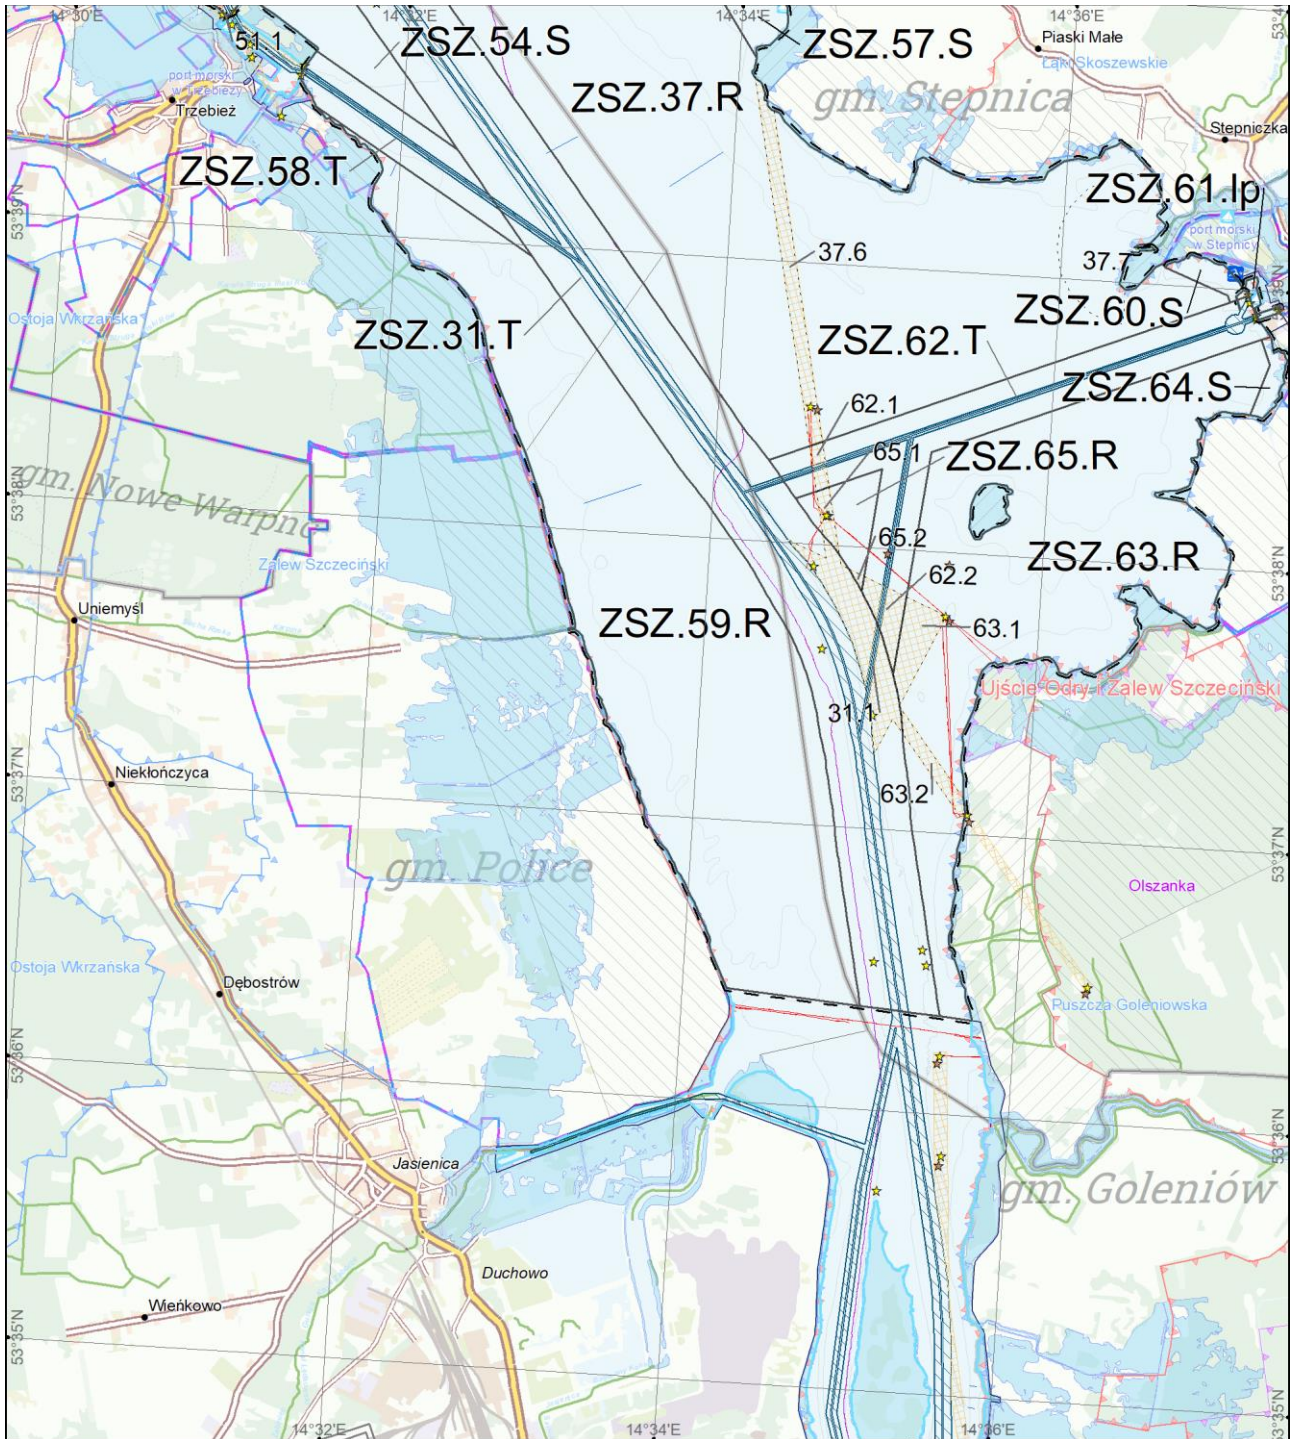 14°30'E
14°32'E
14°34'E
14°36'E
51.1
ZSZ.54.S
ZSZ.57.S
Piaski Małe
Łąki Skoszewskie
port morski
w Trzebieży
Trzebież
ZSZ.37.R
gm. Stepnica
Stepniczka
ZSZ.58.T
ZSZ.61.Ip
53°39'N
port morski
w Stepnicy
37.6
37.7
53°39'N
Ostoja Wkrzańska
ZSZ.60.S
ZSZ.31.T
ZSZ.62.T
ZSZ.64.S
62.1
65.1
ZSZ.65.R
gm. Nowe Warpno
53°38'N
65.2
Zalew Szczeciński
ZSZ.63.R
53°38'N
62.2
Uniemyśl
ZSZ.59.R
63.1
Ujście Odry i Zalew Szczeciński
31.1
53°37'N
Niekłończyca
63.2
gm. Police
53°37'N
Olszanka
Ostoja Wkrzańska
Dębostrów
Puszcza Goleniowska
53°36'N
53°36'N
Jasienica
gm. Goleniów
Duchowo
Wieńkowo
53°35'N
53°35'N
14°32'E
14°34'E
14°36'E